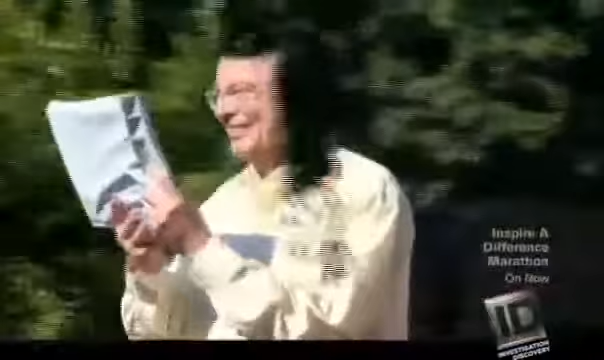 Inspire A
Difference
Marathon
On Now
ID
INVESTIGATION
DISCOVERY